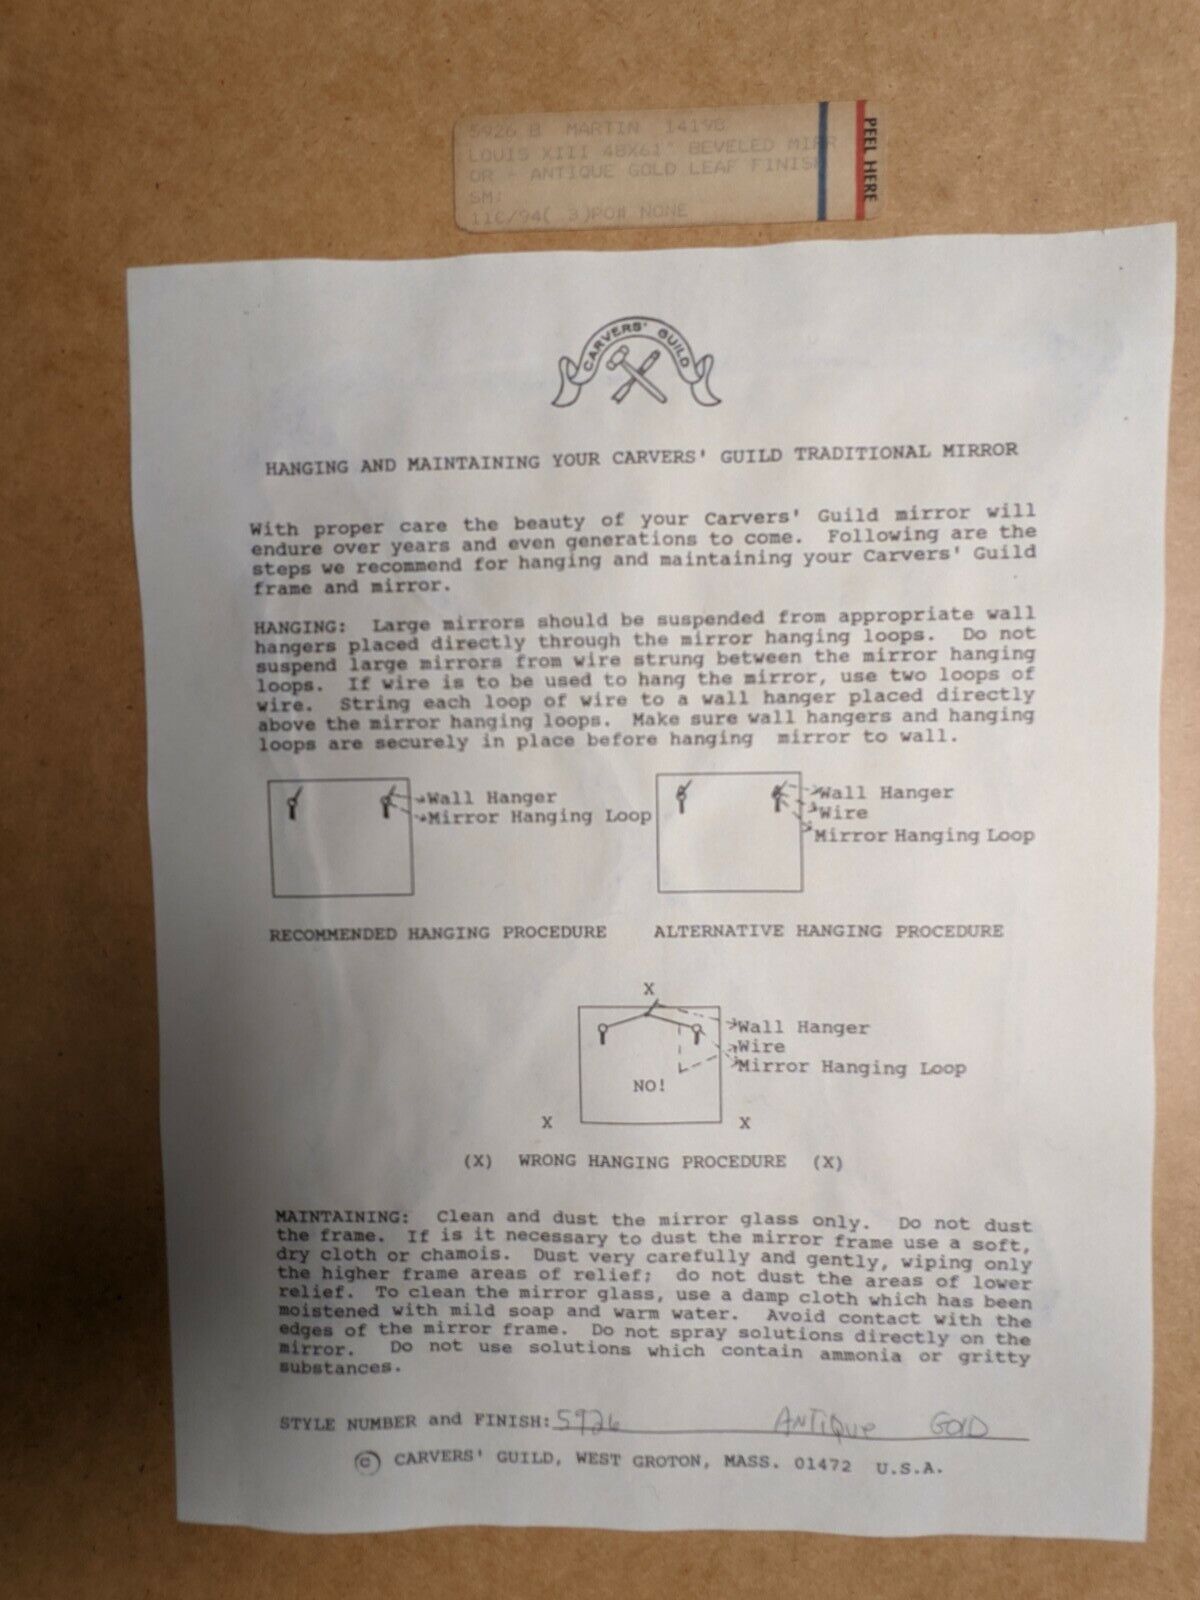 5926 B MARTIN 14198
LOUIS XIII 48X61" BEVELED MIRR
OR - ANTIQUE GOLD LEAF FINISH
SM:
110/94( 3)PO# NONE
PEEL HERE
CARVERS' GUILD
HANGING AND MAINTAINING YOUR CARVERS' GUILD TRADITIONAL MIRROR
With proper care the beauty of your Carvers' Guild mirror will
endure over years and even generations to come. Following are the
steps we recommend for hanging and maintaining your Carvers' Guild
frame and mirror.
HANGING: Large mirrors should be suspended from appropriate wall
hangers placed directly through the mirror hanging loops. Do not
suspend large mirrors from wire strung between the mirror hanging
loops. If wire is to be used to hang the mirror, use two loops of
wire. String each loop of wire to a wall hanger placed directly
above the mirror hanging loops. Make sure wall hangers and hanging
loops are securely in place before hanging mirror to wall.
Wall Hanger
Mirror Hanging Loop
Wall Hanger
Wire
Mirror Hanging Loop
RECOMMENDED HANGING PROCEDURE
ALTERNATIVE HANGING PROCEDURE
X
Wall Hanger
Wire
Mirror Hanging Loop
NO!
X X
(X) WRONG HANGING PROCEDURE (X)
MAINTAINING: Clean and dust the mirror glass only. Do not dust
the frame. If is it necessary to dust the mirror frame use a soft,
dry cloth or chamois. Dust very carefully and gently, wiping only
the higher frame areas of relief; do not dust the areas of lower
relief. To clean the mirror glass, use a damp cloth which has been
moistened with mild soap and warm water. Avoid contact with the
edges of the mirror frame. Do not spray solutions directly on the
mirror. Do not use solutions which contain ammonia or gritty
substances.
STYLE NUMBER and FINISH: 5926 ANTIQUE GOLD
© CARVERS' GUILD, WEST GROTON, MASS. 01472 U.S.A.